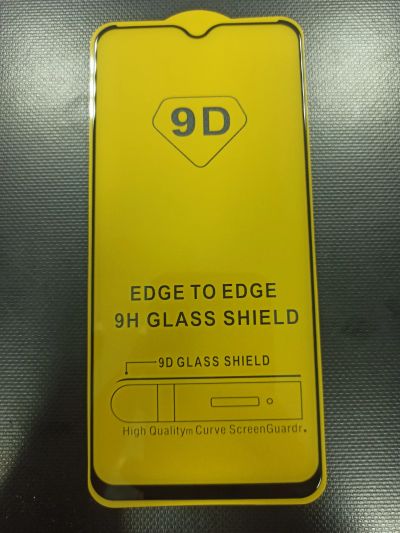 9D
EDGE TO EDGE
9H GLASS SHIELD
9D GLASS SHIELD
High Qualitym Curve ScreenGuardr.